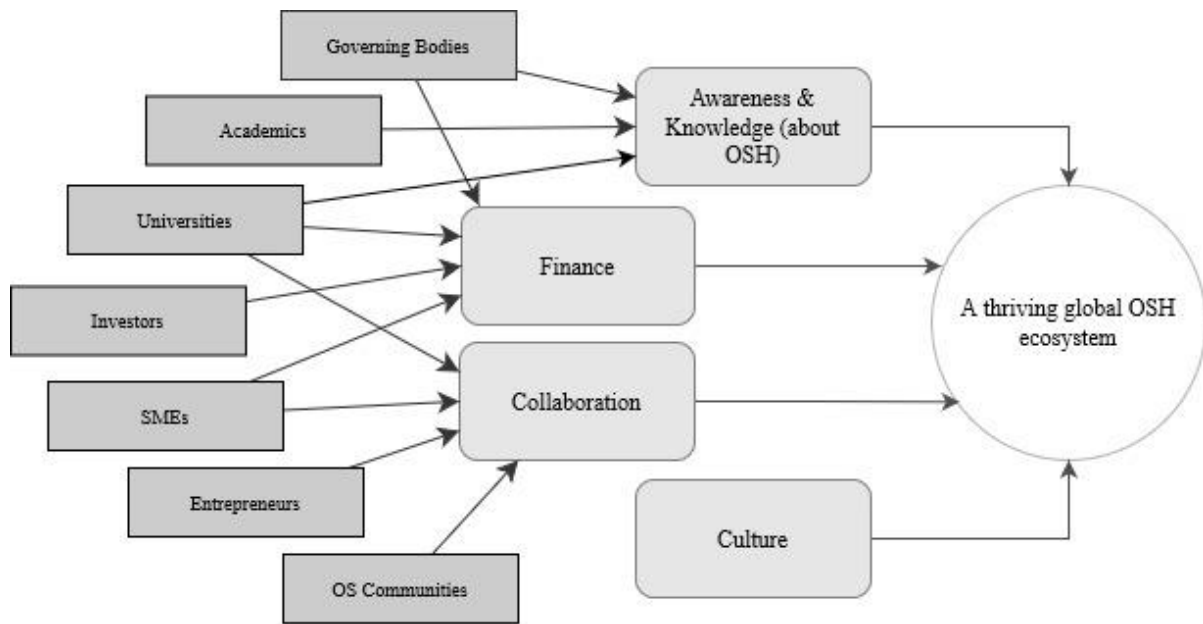 Governing Bodies
Awareness &
Knowledge (about
OSH)
Academics
Universities
Finance
Investors
A thriving global OSH
ecosystem
SMEs
Collaboration
Entrepreneurs
Culture
OS Communities